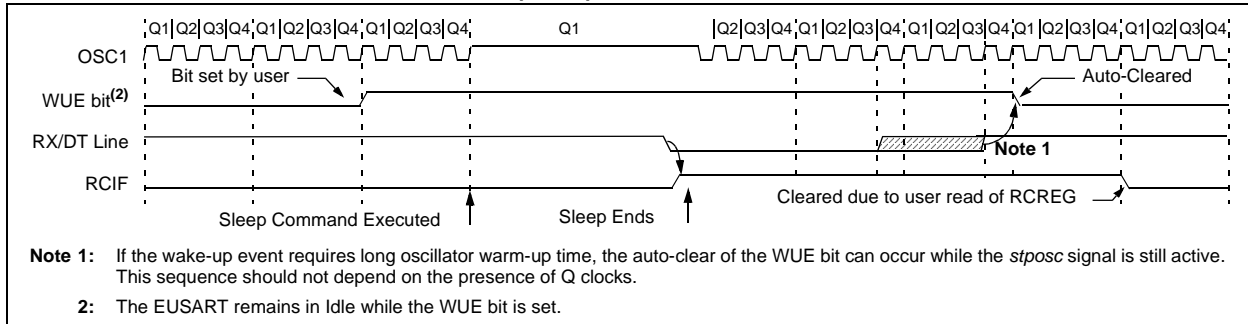 Q1 Q2 Q3 Q4 Q1 Q2 Q3 Q4 Q1 Q2 Q3 Q4 Q1 Q2 Q3 Q4 Q1 Q2 Q3 Q4 Q1 Q2 Q3 Q4 Q1 Q2 Q3 Q4 Q1 Q2 Q3 Q4
OSC1
Bit set by user
Auto-Cleared
WUE bit(2)
RX/DT Line
Note 1
RCIF
Cleared due to user read of RCREG
Sleep Command Executed
Sleep Ends
Note 1: If the wake-up event requires long oscillator warm-up time, the auto-clear of the WUE bit can occur while the stposc signal is still active.
This sequence should not depend on the presence of Q clocks.
2: The EUSART remains in Idle while the WUE bit is set.